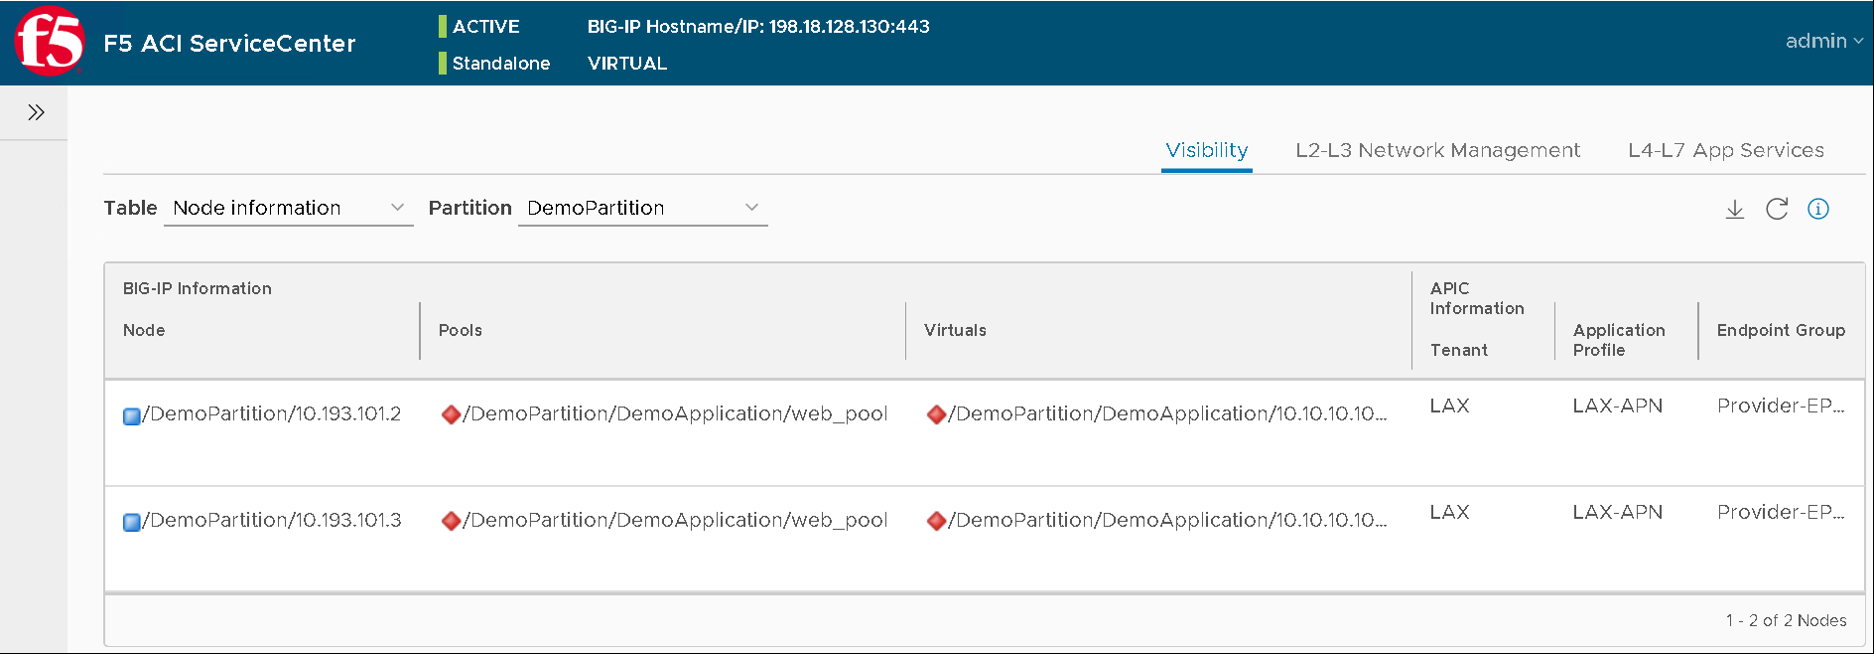 f5
F5 ACI ServiceCenter
ACTIVE
BIG-IP Hostname/IP: 198.18.128.130:443
Standalone
VIRTUAL
admin
Visibility
L2-L3 Network Management
L4-L7 App Services
Table
Node information
Partition
DemoPartition
BIG-IP Information
APIC
Information
Node
Pools
Virtuals
Tenant
Application
Profile
Endpoint Group
/DemoPartition/10.193.101.2
/DemoPartition/DemoApplication/web_pool
/DemoPartition/DemoApplication/10.10.10.10...
LAX
LAX-APN
Provider-EP...
/DemoPartition/10.193.101.3
/DemoPartition/DemoApplication/web_pool
/DemoPartition/DemoApplication/10.10.10.10...
LAX
LAX-APN
Provider-EP...
1 - 2 of 2 Nodes